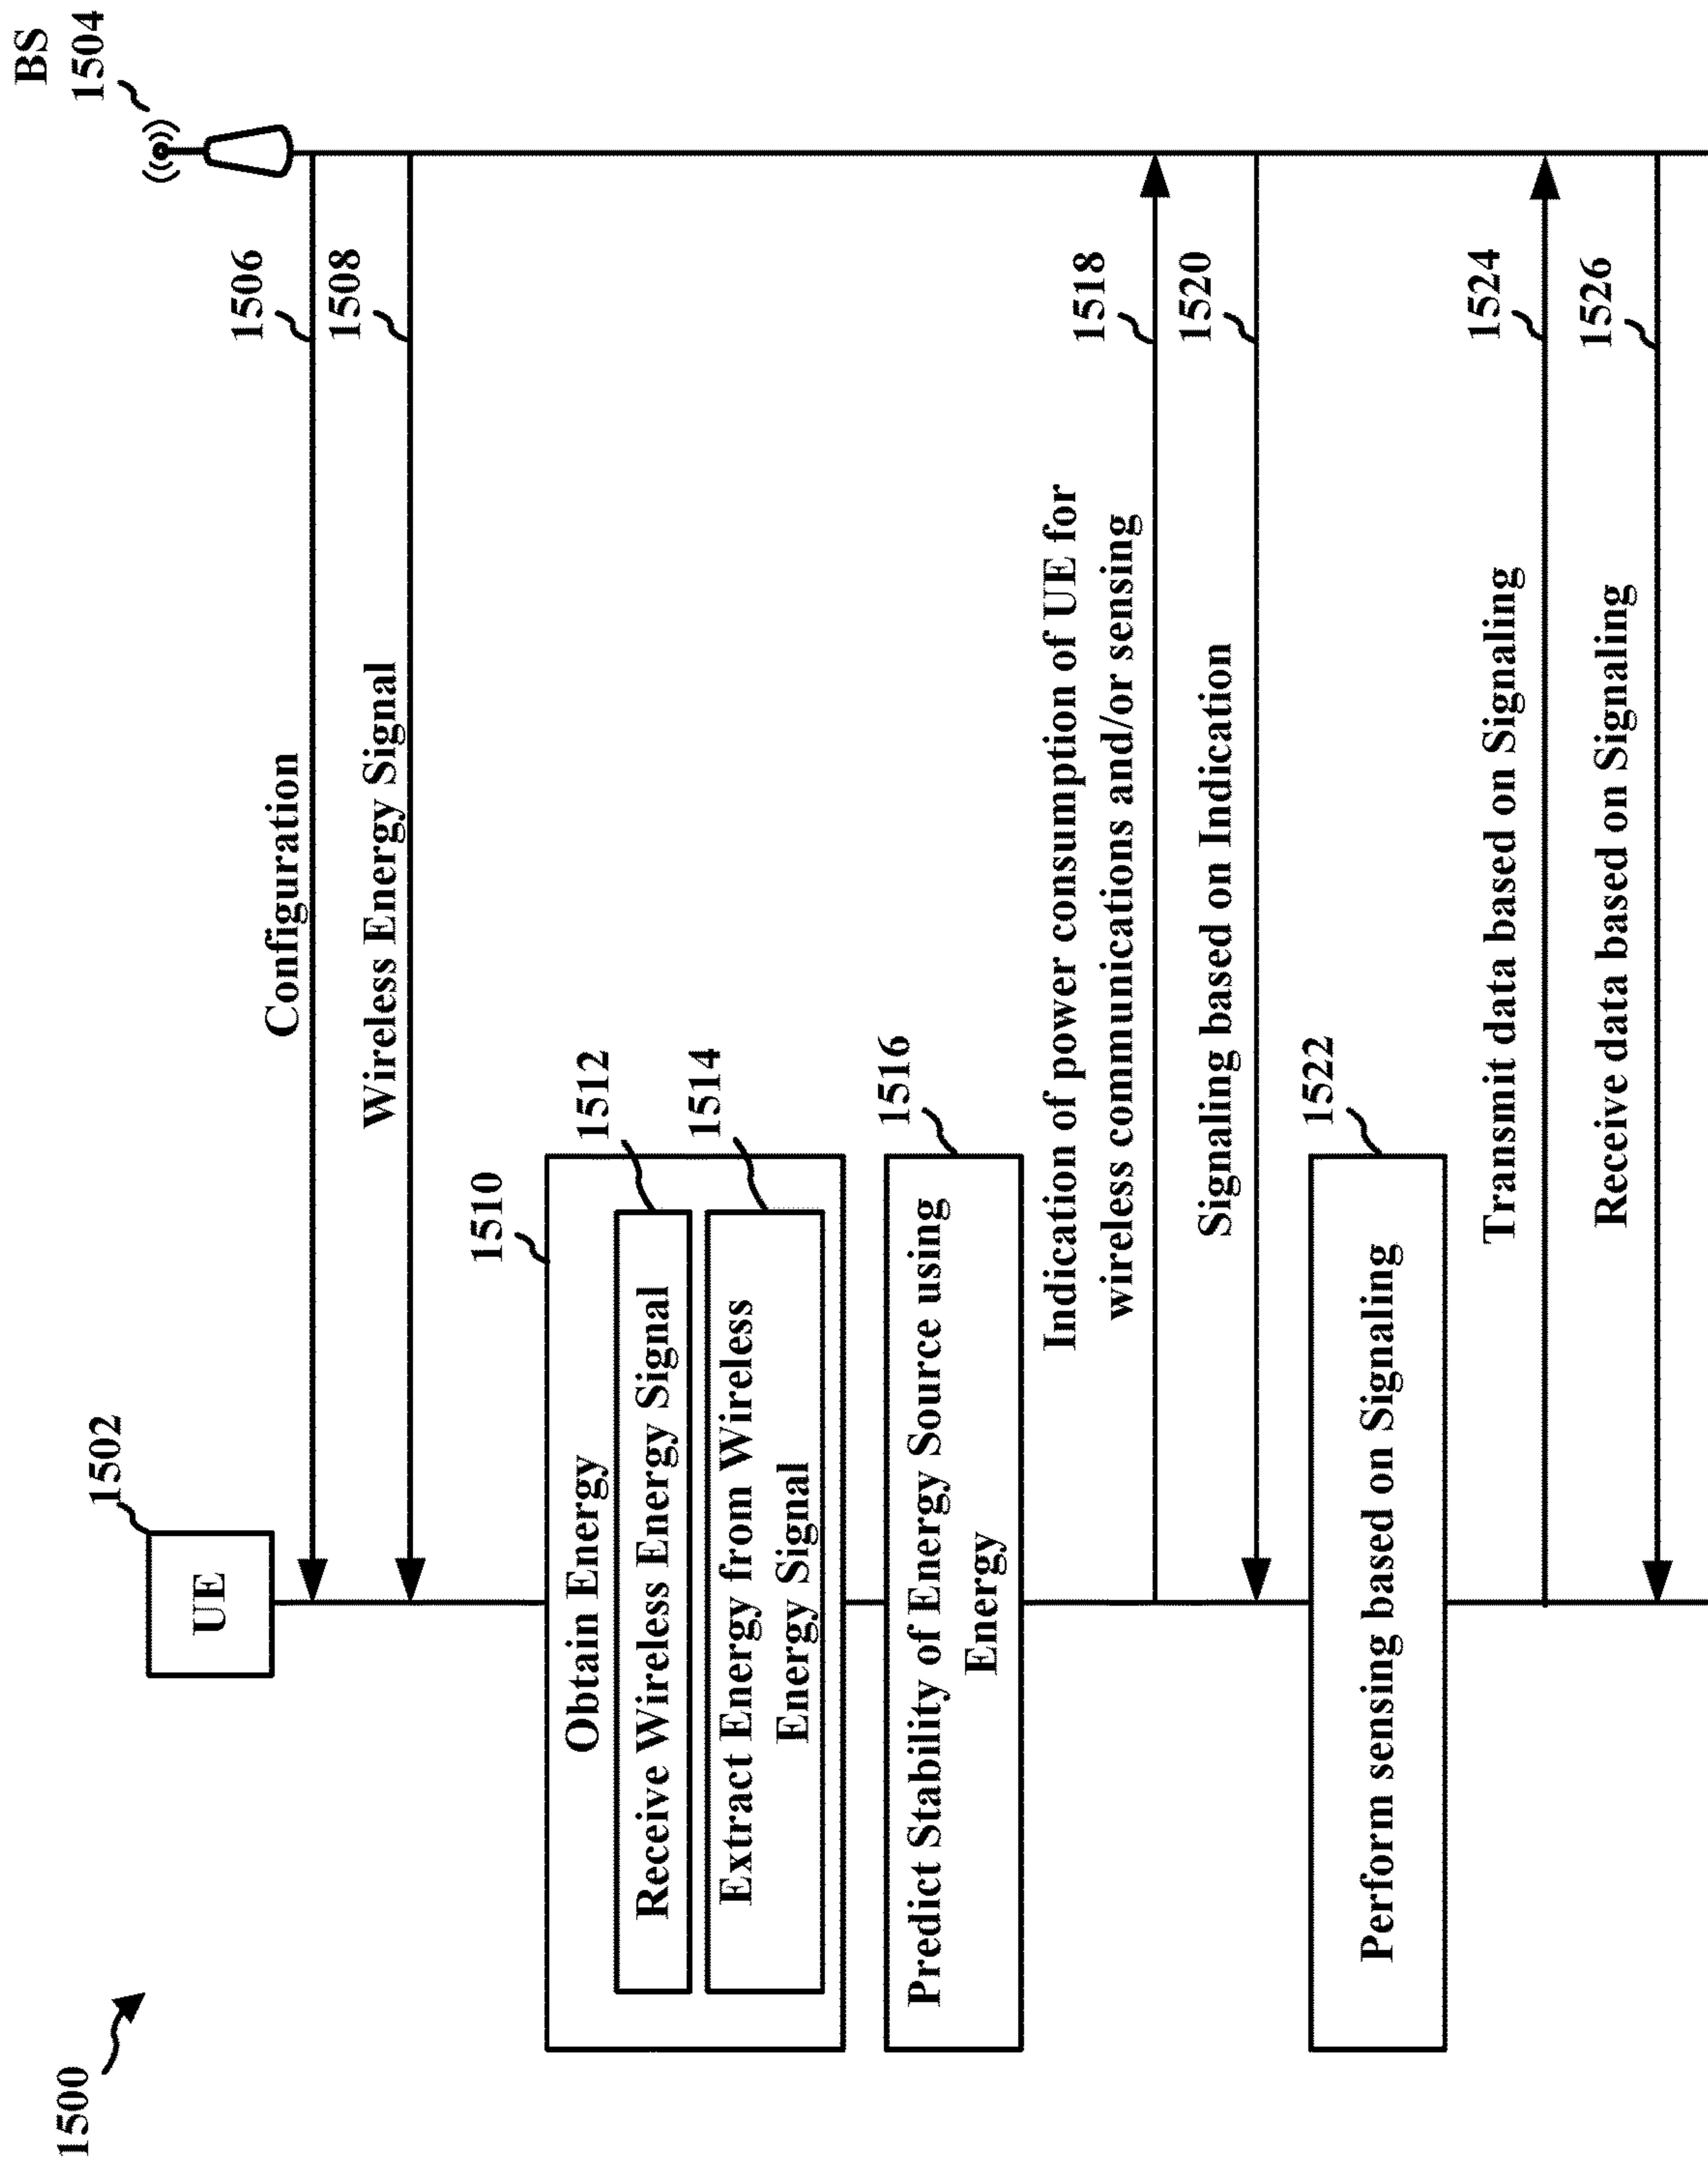 1500
UE
1502
BS
1504
Configuration
1506
Wireless Energy Signal
1508
1510
Obtain Energy
1512
Receive Wireless Energy Signal
1514
Extract Energy from Wireless
Energy Signal
1516
Predict Stability of Energy Source using
Energy
Indication of power consumption of UE for
wireless communications and/or sensing
1518
Signaling based on Indication
1520
1522
Perform sensing based on Signaling
Transmit data based on Signaling
1524
Receive data based on Signaling
1526